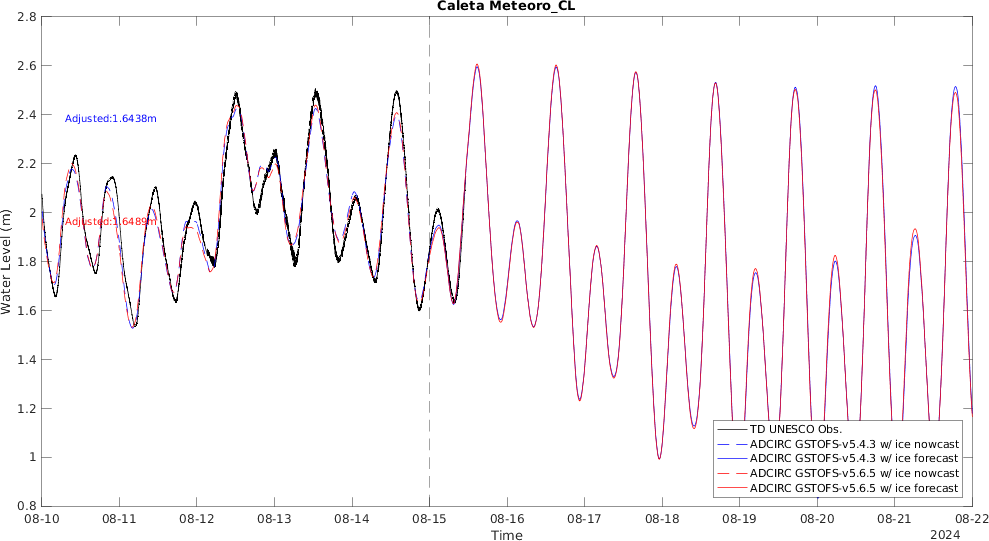 Caleta Meteoro_CL
2.8
2.6
2.4
2.2
2
1.8
1.6
1.4
1.2
1
0.8
Water Level (m)
Adjusted:1.6438m
Adjusted:1.6489m
TD UNESCO Obs.
ADCIRC GSTOFS-v5.4.3 w/ ice nowcast
ADCIRC GSTOFS-v5.4.3 w/ ice forecast
ADCIRC GSTOFS-v5.6.5 w/ ice nowcast
ADCIRC GSTOFS-v5.6.5 w/ ice forecast
08-10 08-11 08-12 08-13 08-14 08-15 08-16 08-17 08-18 08-19 08-20 08-21 08-22
Time
2024